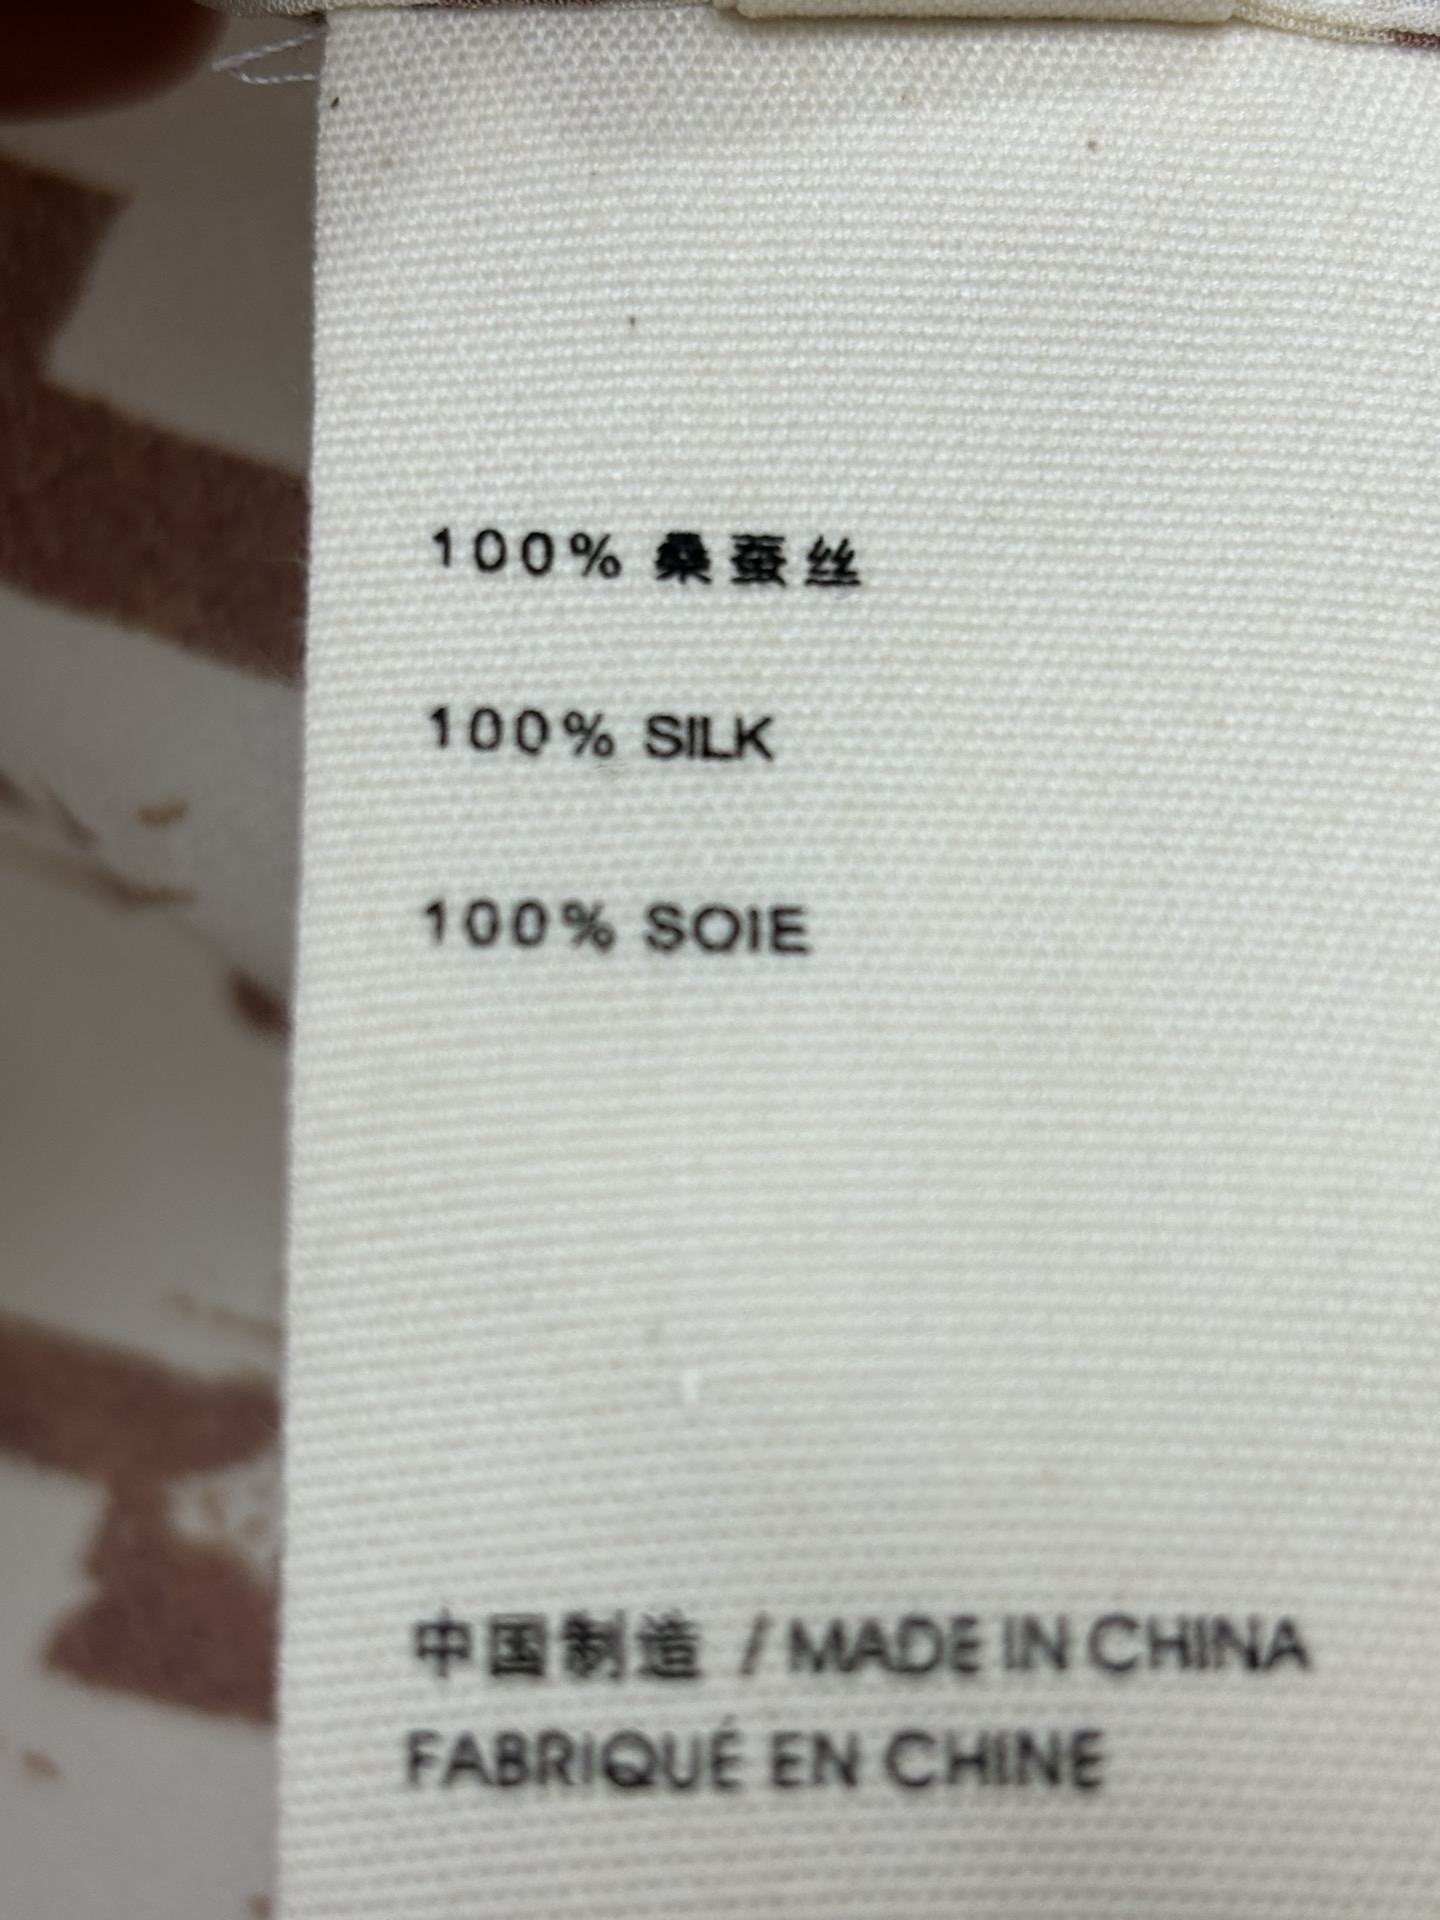 100% 桑蚕丝
100% SILK
100% SOIE
中国制造 / MADE IN CHINA
FABRIQUÉ EN CHINE